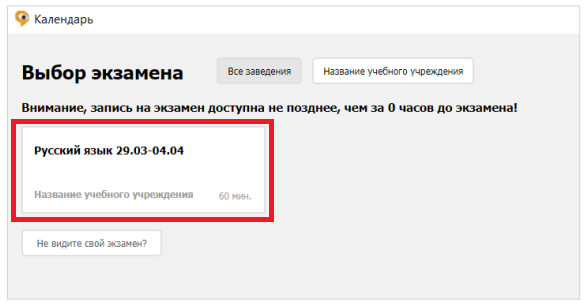 Календарь
Выбор экзамена Все заведения Название учебного учреждения
Внимание, запись на экзамен доступна не позднее, чем за 0 часов до экзамена!
Русский язык 29.03-04.04
Название учебного учреждения 60 мин.
Не видите свой экзамен?